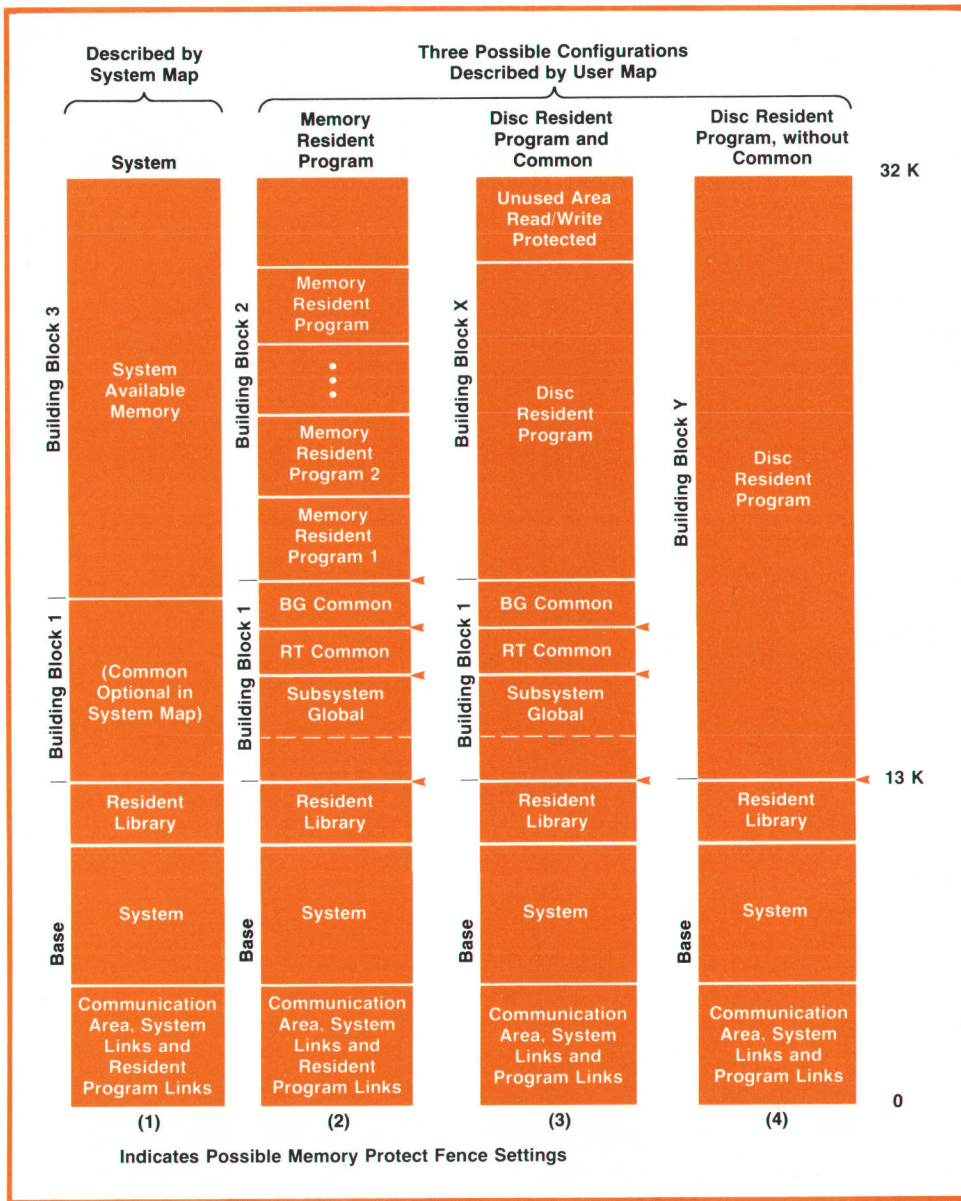 Described by
System Map
Three Possible Configurations
Described by User Map
System
Memory
Resident
Program
Disc Resident
Program and
Common
Disc Resident
Program, without
Common
32 K
Building Block 3
System
Available
Memory
Building Block 1
(Common
Optional in
System Map)
Base
Resident
Library
System
Communication
Area, System
Links and
Resident
Program Links
(1)
Building Block 2
Memory
Resident
Program
Memory
Resident
Program 2
Memory
Resident
Program 1
Building Block 1
BG Common
RT Common
Subsystem
Global
Base
Resident
Library
System
Communication
Area, System
Links and
Resident
Program Links
(2)
Building Block X
Unused Area
Read/Write
Protected
Disc
Resident
Program
Building Block 1
BG Common
RT Common
Subsystem
Global
Base
Resident
Library
System
Communication
Area, System
Links and
Program Links
(3)
Building Block Y
Disc
Resident
Program
13 K
Base
Resident
Library
System
Communication
Area, System
Links and
Program Links
0
(4)
Indicates Possible Memory Protect Fence Settings